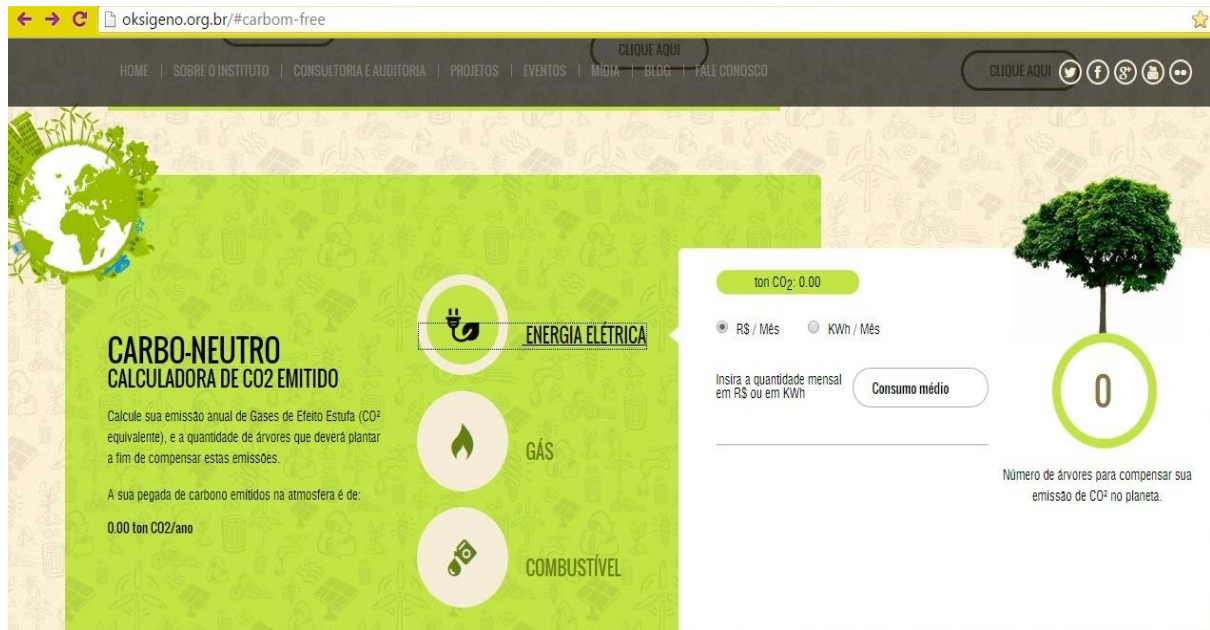 oksigeno.org.br/#carbom-free
CLIQUE AQUI
HOME | SOBRE O INSTITUTO | CONSULTORIA E AUDITORIA | PROJETOS | EVENTOS | MÍDIA | BLOG | FALE CONOSCO
CLIQUE AQUI
CARBO-NEUTRO
CALCULADORA DE CO2 EMITIDO
Calcule sua emissão anual de Gases de Efeito Estufa (CO²
equivalente), e a quantidade de árvores que deverá plantar
a fim de compensar estas emissões.
A sua pegada de carbono emitidos na atmosfera é de:
0.00 ton CO2/ano
ENERGIA ELÉTRICA
GÁS
COMBUSTÍVEL
ton CO2: 0.00
R$ / Mês KWh / Mês
Insira a quantidade mensal
em R$ ou em KWh
Consumo médio
0
Número de árvores para compensar sua
emissão de CO² no planeta.